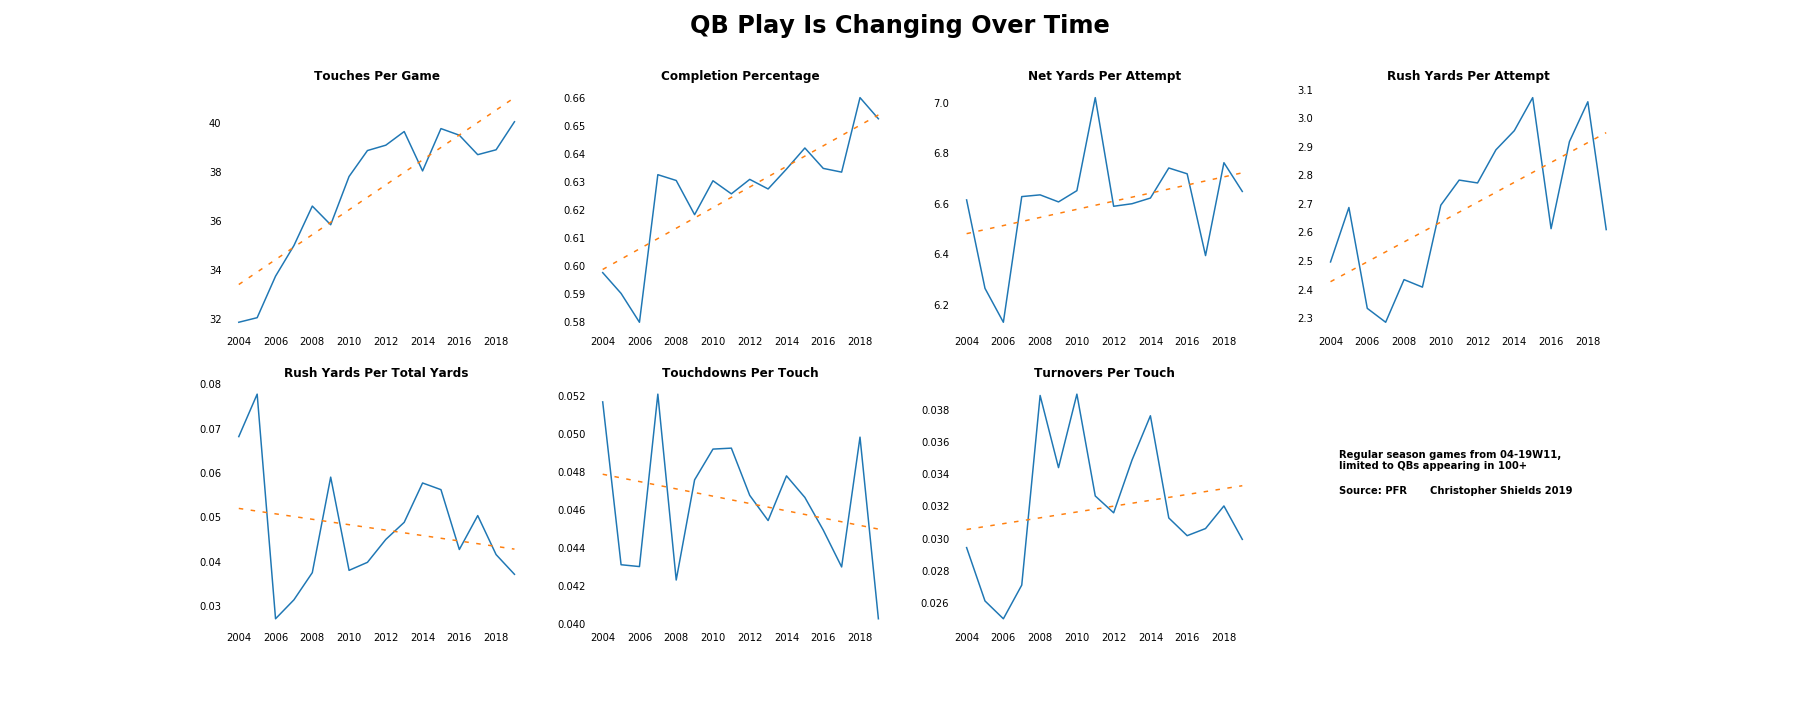 QB Play Is Changing Over Time
Touches Per Game
40
38
36
34
32
2004 2006 2008 2010 2012 2014 2016 2018
Completion Percentage
0.66
0.65
0.64
0.63
0.62
0.61
0.60
0.59
0.58
2004 2006 2008 2010 2012 2014 2016 2018
Net Yards Per Attempt
7.0
6.8
6.6
6.4
6.2
2004 2006 2008 2010 2012 2014 2016 2018
Rush Yards Per Attempt
3.1
3.0
2.9
2.8
2.7
2.6
2.5
2.4
2.3
2004 2006 2008 2010 2012 2014 2016 2018
Rush Yards Per Total Yards
0.08
0.07
0.06
0.05
0.04
0.03
2004 2006 2008 2010 2012 2014 2016 2018
Touchdowns Per Touch
0.052
0.050
0.048
0.046
0.044
0.042
0.040
2004 2006 2008 2010 2012 2014 2016 2018
Turnovers Per Touch
0.038
0.036
0.034
0.032
0.030
0.028
0.026
2004 2006 2008 2010 2012 2014 2016 2018
Regular season games from 04-19W11,
limited to QBs appearing in 100+
Source: PFR Christopher Shields 2019